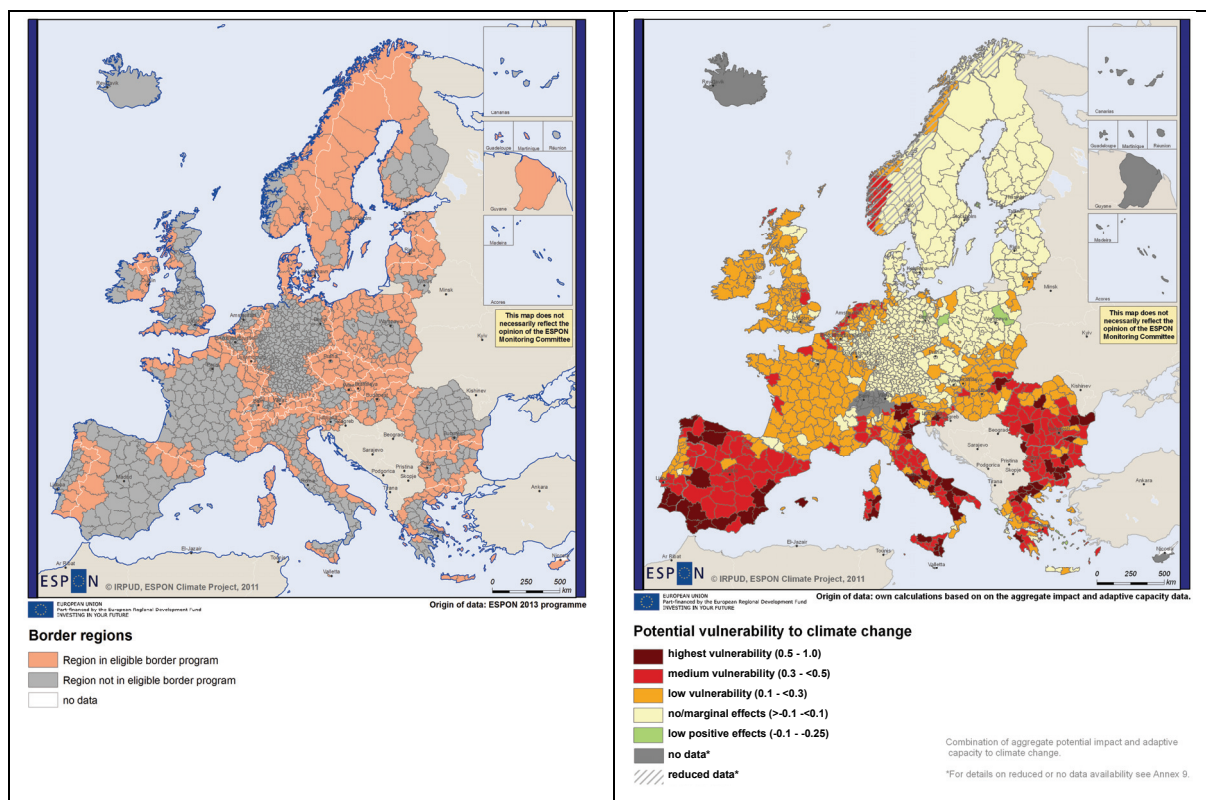 Reykjavik
Canarias
Guadeloupe
Martinique
Réunion
Guyane
Madeira
Acores
This map does not
necessarily reflect the
opinion of the ESPON
Monitoring Committee
Minsk
Kyiv
Kishinev
Beograd
Sarajevo
Podgorica
Pristina
Skopje
Tirana
Ankara
Ar Ribat
El-Jazair
Tunis
Valletta
Nicosia
ESPON
© IRPUD, ESPON Climate Project, 2011
0 250 500
km
EUROPEAN UNION
Part-financed by the European Regional Development Fund
INVESTING IN YOUR FUTURE
Origin of data: ESPON 2013 programme
Border regions
Region in eligible border program
Region not in eligible border program
no data
Reykjavik
Canarias
Guadeloupe
Martinique
Réunion
Guyane
Madeira
Acores
This map does not
necessarily reflect the
opinion of the ESPON
Monitoring Committee
Minsk
Kyiv
Kishinev
Beograd
Sarajevo
Podgorica
Pristina
Skopje
Tirana
Ankara
Ar Ribat
El-Jazair
Tunis
Valletta
Nicosia
ESPON
© IRPUD, ESPON Climate Project, 2011
0 250 500
km
EUROPEAN UNION
Part-financed by the European Regional Development Fund
INVESTING IN YOUR FUTURE
Origin of data: own calculations based on on the aggregate impact and adaptive capacity data.
Potential vulnerability to climate change
highest vulnerability (0.5 - 1.0)
medium vulnerability (0.3 - <0.5)
low vulnerability (0.1 - <0.3)
no/marginal effects (>-0.1 -<0.1)
low positive effects (-0.1 - -0.25)
no data*
reduced data*
Combination of aggregate potential impact and adaptive
capacity to climate change.
*For details on reduced or no data availability see Annex 9.